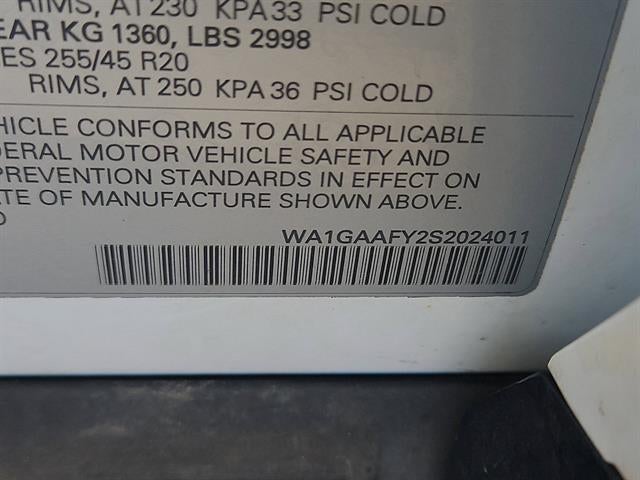 RIMS, AT 230 KPA 33 PSI COLD
EAR KG 1360, LBS 2998
ES 255/45 R20
RIMS, AT 250 KPA 36 PSI COLD
HICLE CONFORMS TO ALL APPLICABLE
DERAL MOTOR VEHICLE SAFETY AND
PREVENTION STANDARDS IN EFFECT ON
ATE OF MANUFACTURE SHOWN ABOVE.
D
WA1GAAFY2S2024011